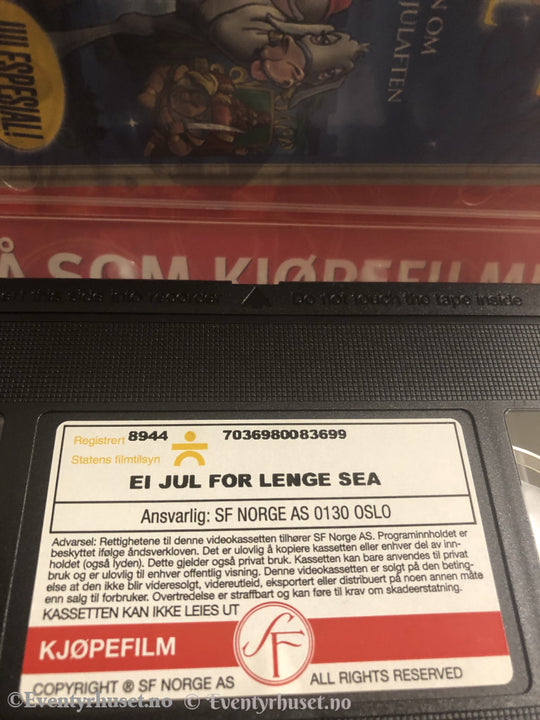 JULESPESIAL!
N OM
JULAFTEN
Å SOM KJØPEFILM
this side into recorder
Do not touch the tape inside
Registrert 8944 7036980083699
Statens filmtilsyn
EI JUL FOR LENGE SEA
Ansvarlig: SF NORGE AS 0130 OSLO
Advarsel: Rettighetene til denne videokassetten tilhører SF Norge AS. Programinnholdet er
beskyttet ifølge åndsverkloven. Det er ulovlig å kopiere kassetten eller enhver del av inn-
holdet (også lyden). Dette gjelder også privat bruk. Kassetten kan bare anvendes til privat
bruk og er ulovlig til enhver offentlig visning. Denne videokassetten er solgt på den beting-
else at den ikke blir videresolgt, videreutleid, eksportert eller distribuert på noen annen måte
enn salg til forbruker. Overtredelse er straffbart og kan føre til krav om skadeerstatning.
KASSETTEN KAN IKKE LEIES UT
KJØPEFILM
SF
COPYRIGHT ® SF NORGE AS ALL RIGHTS RESERVED
©Eventyrhuset.no © Eventyrhuset.no